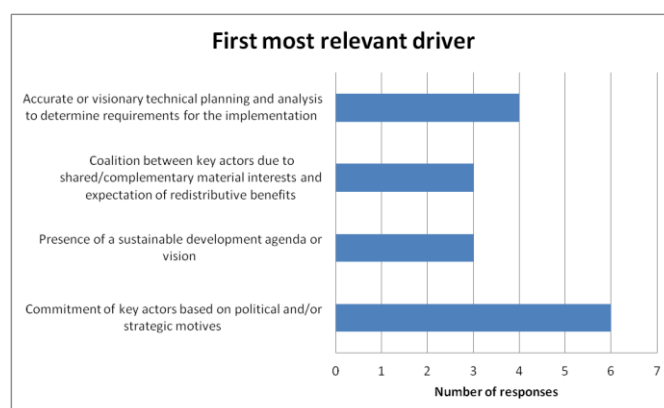 First most relevant driver
Accurate or visionary technical planning and analysis
to determine requirements for the implementation
Coalition between key actors due to
shared/complementary material interests and
expectation of redistributive benefits
Presence of a sustainable development agenda or
vision
Commitment of key actors based on political and/or
strategic motives
0 1 2 3 4 5 6 7
Number of responses